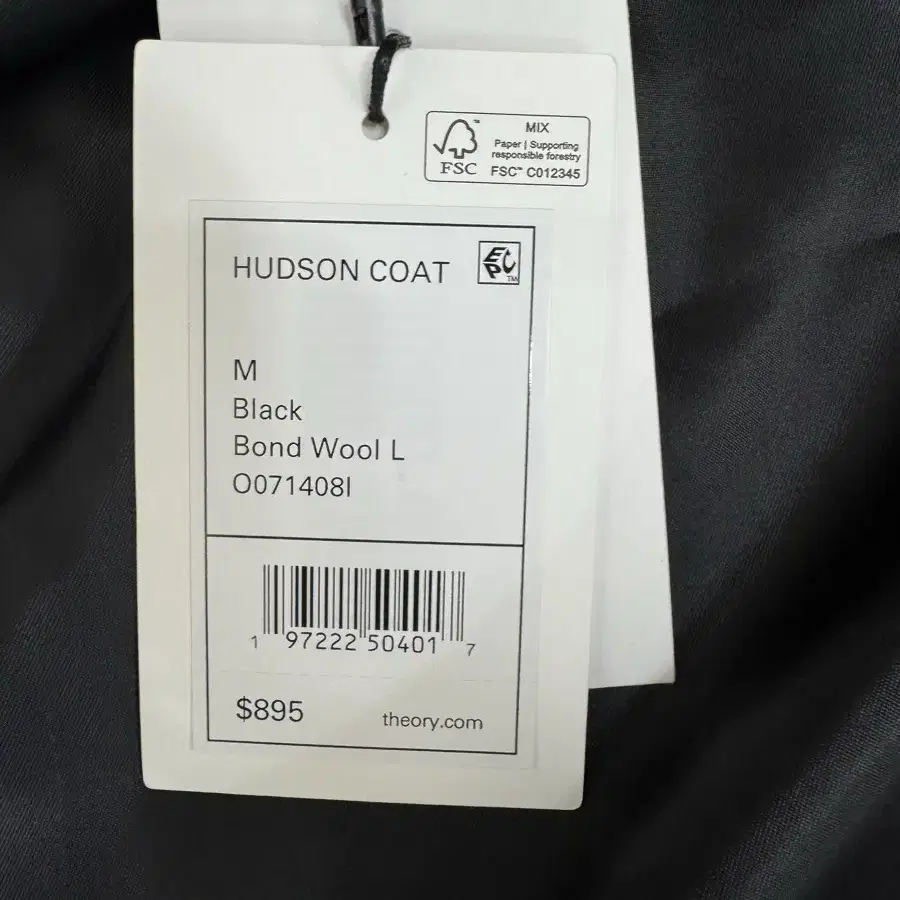 MIX
Paper | Supporting
responsible forestry
FSC™ C012345
FSC
HUDSON COAT
EPC™
M
Black
Bond Wool L
O071408I
1 97222 50401 7
$895
theory.com